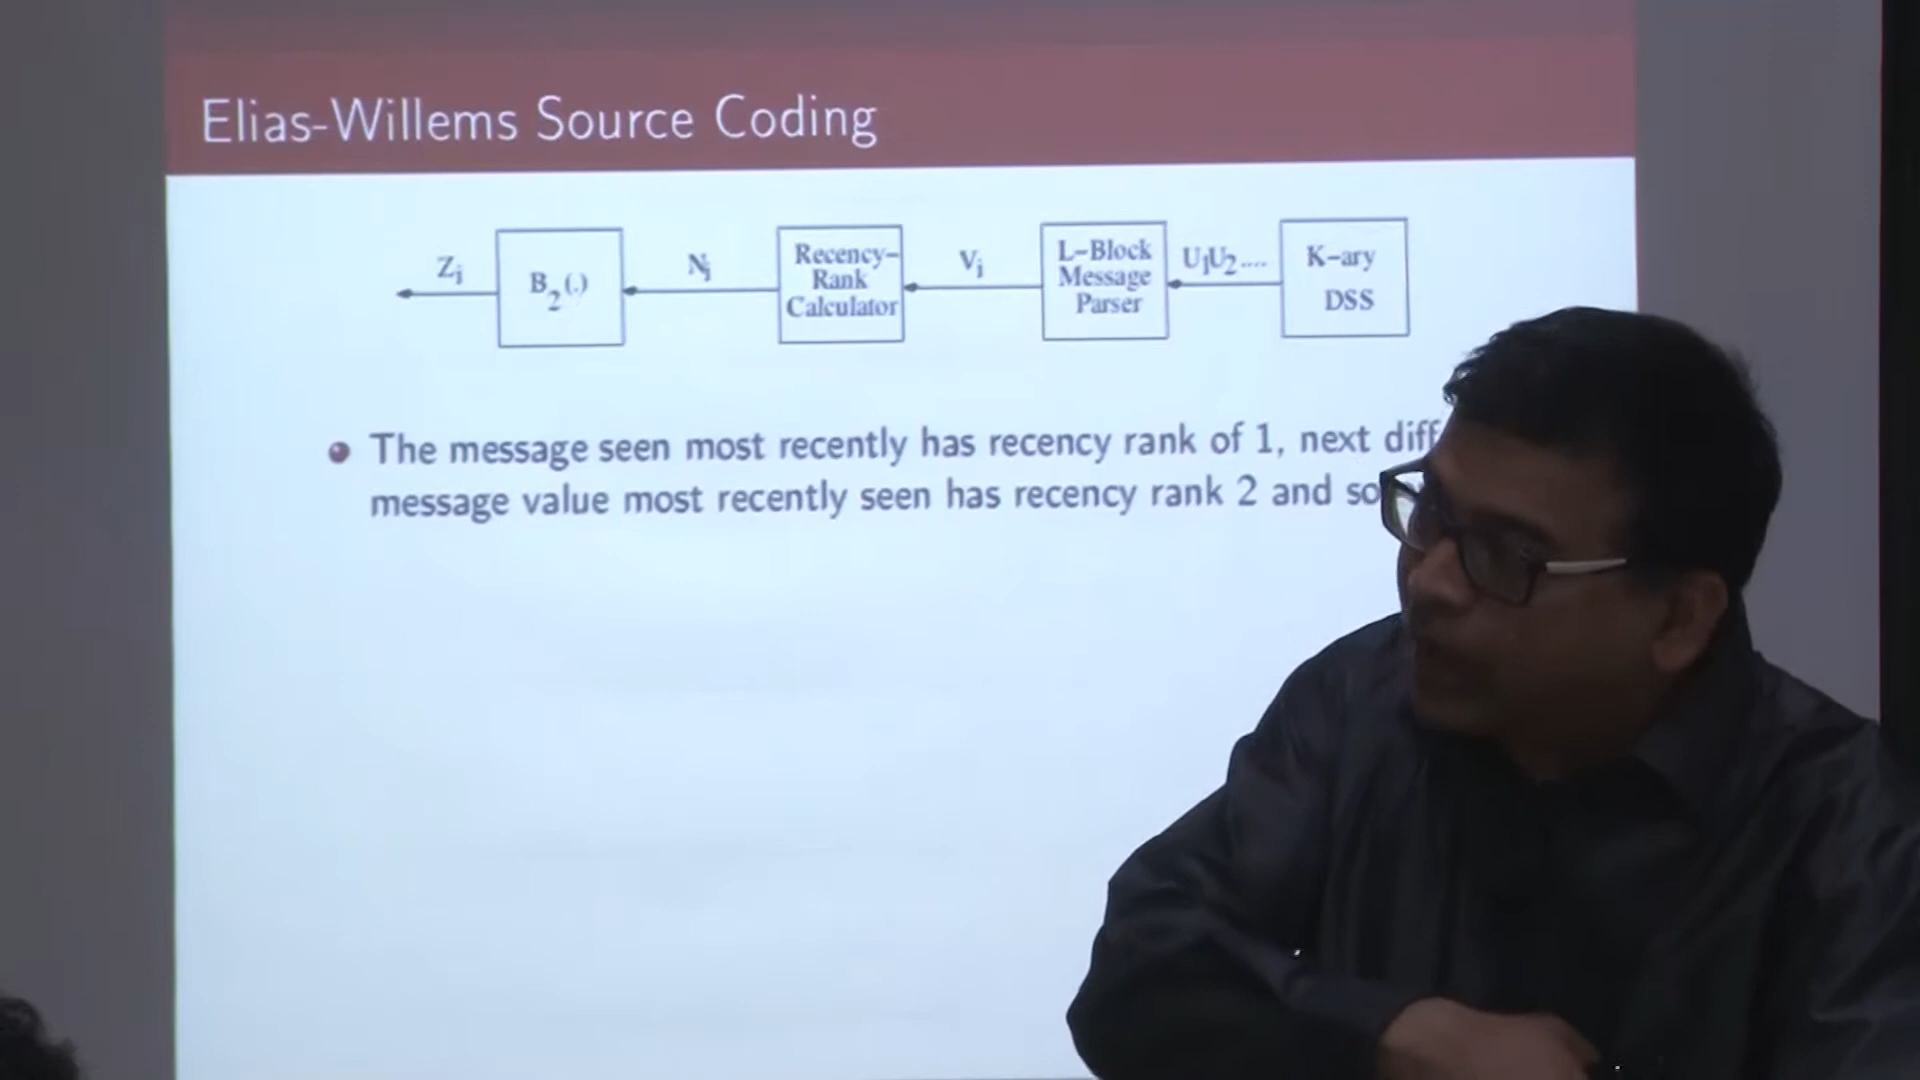 Elias-Willems Source Coding
Z_i
B_2(.)
N_j
Recency-
Rank
Calculator
V_j
L-Block
Message
Parser
U_1U_2....
K-ary
DSS
The message seen most recently has recency rank of 1, next diff
message value most recently seen has recency rank 2 and so